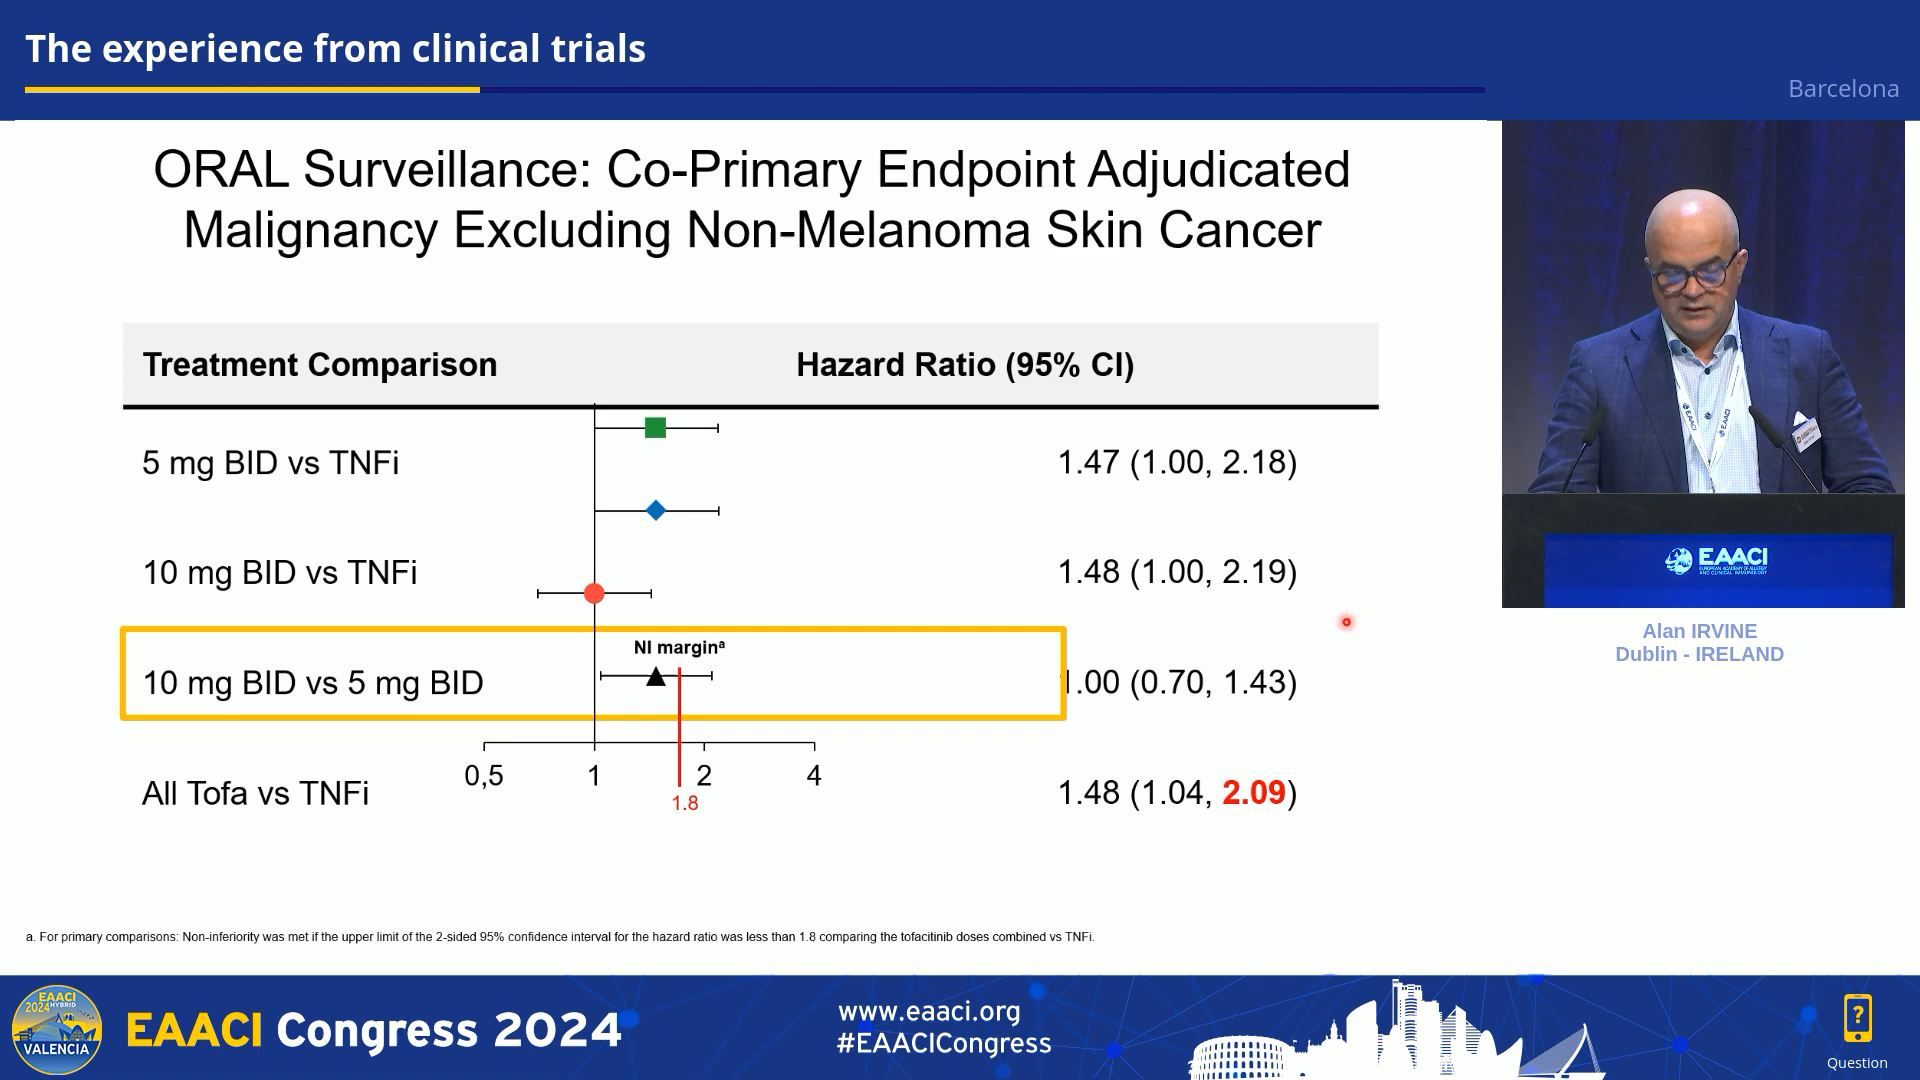 The experience from clinical trials
Barcelona
ORAL Surveillance: Co-Primary Endpoint Adjudicated
Malignancy Excluding Non-Melanoma Skin Cancer
Treatment Comparison Hazard Ratio (95% CI)
5 mg BID vs TNFi 1.47 (1.00, 2.18)
10 mg BID vs TNFi 1.48 (1.00, 2.19)
NI marginᵃ
10 mg BID vs 5 mg BID 1.00 (0.70, 1.43)
0,5 1 2 4
All Tofa vs TNFi 1.48 (1.04, 2.09)
1.8
a. For primary comparisons: Non-inferiority was met if the upper limit of the 2-sided 95% confidence interval for the hazard ratio was less than 1.8 comparing the tofacitinib doses combined vs TNFi.
EAACI
EUROPEAN ACADEMY OF ALLERGY
AND CLINICAL IMMUNOLOGY
EAACI
EAACI
Alan IRVINE
Dublin - IRELAND
EAACI
2024 HYBRID
VALENCIA
EAACI Congress 2024
www.eaaci.org
#EAACICongress
?
Question